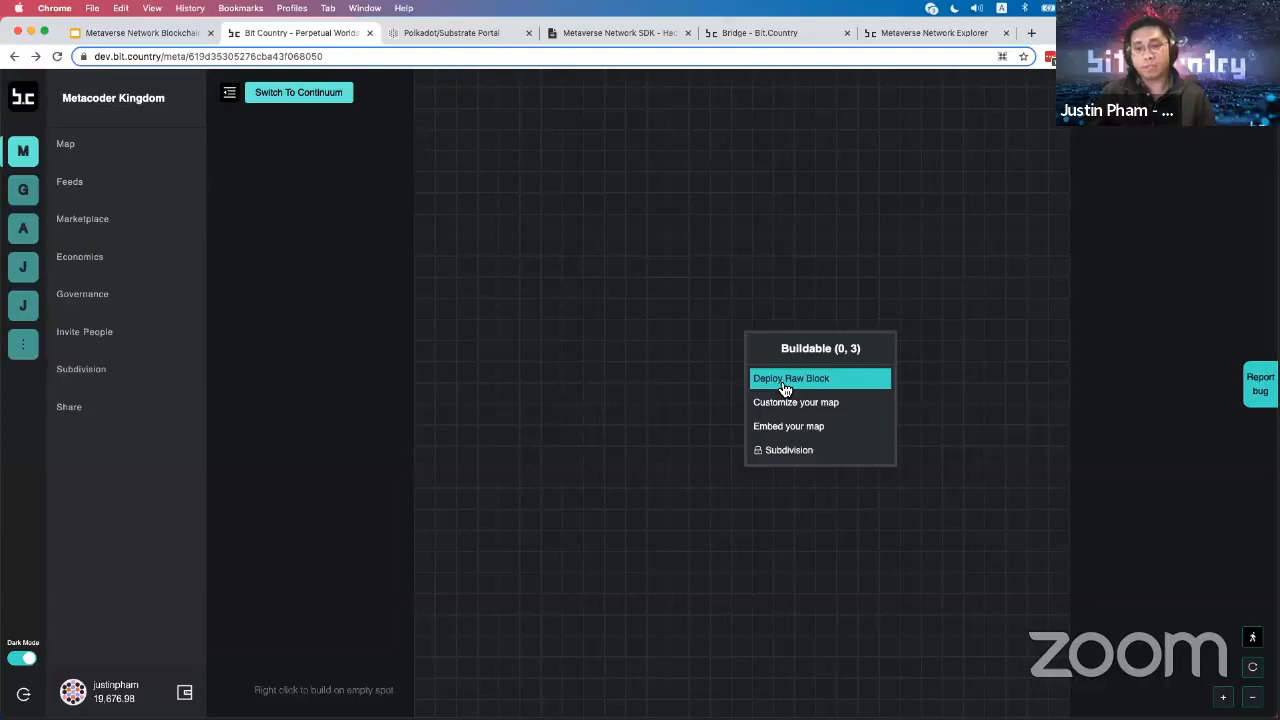 Chrome File Edit View History Bookmarks Profiles Tab Window Help
Metaverse Network Blockchain
Bit Country - Perpetual Worlds
Polkadot/Substrate Portal
Metaverse Network SDK - Hac
Bridge - Bit.Country
Metaverse Network Explorer
dev.bit.country/meta/619d35305276cba43f068050
Justin Pham - ...
b.c
Metacoder Kingdom
Switch To Continuum
M
G
A
J
J
Map
Feeds
Marketplace
Economics
Governance
Invite People
Subdivision
Share
Buildable (0, 3)
Deploy Raw Block
Customize your map
Embed your map
Subdivision
Report
bug
Dark Mode
justinpham
19,676.98
Right click to build on empty spot
zoom